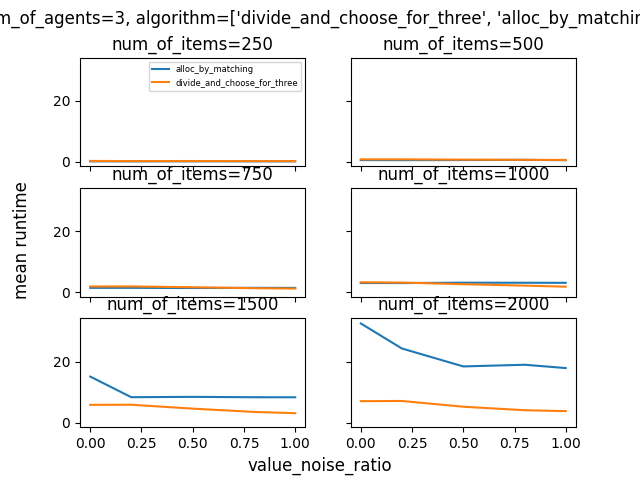 m_of_agents=3, algorithm=['divide_and_choose_for_three', 'alloc_by_matchin
num_of_items=250 num_of_items=500
alloc_by_matching
divide_and_choose_for_three
20
0
num_of_items=750 num_of_items=1000
20
0
mean runtime
num_of_items=1500 num_of_items=2000
20
0
0.00 0.25 0.50 0.75 1.00 0.00 0.25 0.50 0.75 1.00
value_noise_ratio